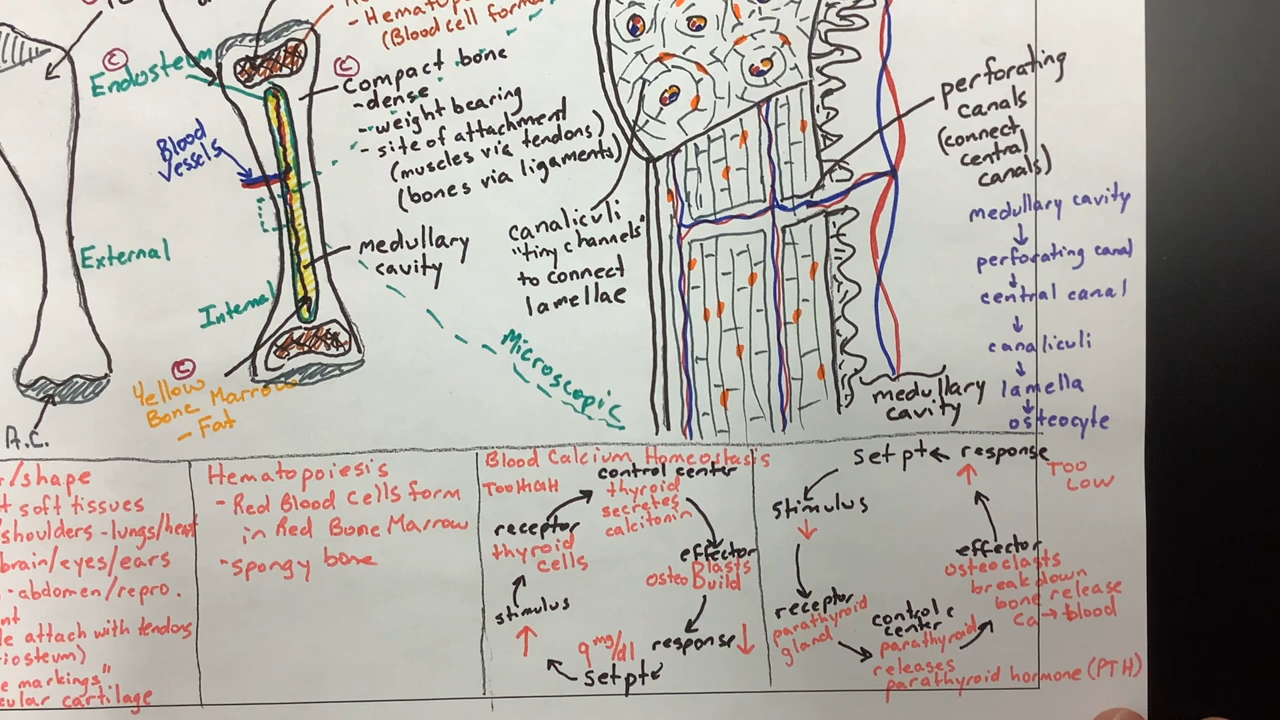 - Hematopo
(Blood cell form
Endosteum
Compact bone
-dense
- weight bearing
- site of attachment
(muscles via tendons)
(bones via ligaments)
Blood
Vessels
External
Internal
medullary
cavity
Yellow
Bone Marrow
- Fat
A.C.
canaliculi
"tiny channels"
to connect
lamellae
Microscopic
perforating
canals
(connect
central
canals)
medullary cavity
↓
perforating canal
↓
central canal
↓
canaliculi
↓
lamella
↓
osteocyte
medullary
cavity
r/shape
t soft tissues
/shoulders - lungs/heart
brain/eyes/ears
- abdomen/repro.
nt
le attach with tendons
iosteum)
e markings"
cular cartilage
Hematopoiesis
- Red Blood Cells form
in Red Bone Marrow
- spongy bone
Blood Calcium Homeostasis
Too High
control center
thyroid
secretes
calcitonin
receptor
thyroid
cells
effector
osteoBlasts
Build
stimulus
↑
response ↓
9 mg/dl
set pt
set pt
response
↑
Too
Low
stimulus
↓
receptor
parathyroid
gland
control
center
parathyroid
releases
parathyroid hormone (PTH)
effector
osteoclasts
break down
bone release
Ca → blood